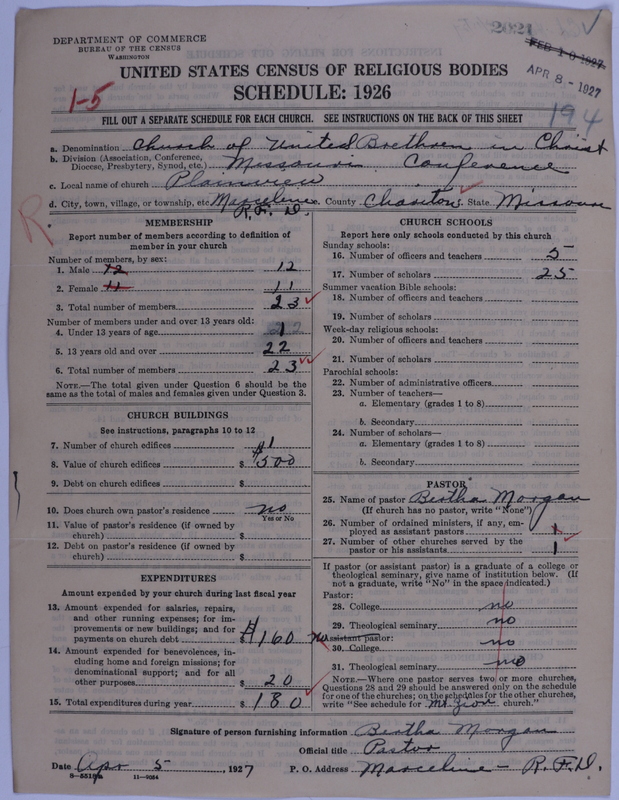 DEPARTMENT OF COMMERCE
BUREAU OF THE CENSUS
WASHINGTON
FEB 10 1927
APR 8 - 1927
UNITED STATES CENSUS OF RELIGIOUS BODIES
SCHEDULE: 1926
1-5
194
FILL OUT A SEPARATE SCHEDULE FOR EACH CHURCH. SEE INSTRUCTIONS ON THE BACK OF THIS SHEET
a. Denomination Church of United Brethren in Christ
b. Division (Association, Conference, Diocese, Presbytery, Synod, etc.) Missouri Conference
c. Local name of church Plainview
d. City, town, village, or township, etc. Marceline R.F.D. County Chariton State Missouri
R
MEMBERSHIP
Report number of members according to definition of
member in your church
Number of members, by sex:
1. Male 12 12
2. Female 11 11
3. Total number of members 23
Number of members under and over 13 years old:
4. Under 13 years of age 1
5. 13 years old and over 22
6. Total number of members 23
NOTE.—The total given under Question 6 should be the
same as the total of males and females given under Question 3.
CHURCH BUILDINGS
See instructions, paragraphs 10 to 12
7. Number of church edifices 1
8. Value of church edifices $ $500
9. Debt on church edifices $
10. Does church own pastor's residence no
Yes or No
11. Value of pastor's residence (if owned by
church) $
12. Debt on pastor's residence (if owned by
church) $
EXPENDITURES
Amount expended by your church during last fiscal year
13. Amount expended for salaries, repairs,
and other running expenses; for im-
provements or new buildings; and for
payments on church debt $160
14. Amount expended for benevolences, in-
cluding home and foreign missions; for
denominational support; and for all
other purposes $ 20
15. Total expenditures during year $ 180
CHURCH SCHOOLS
Report here only schools conducted by this church
Sunday schools:
16. Number of officers and teachers 5
17. Number of scholars 25
Summer vacation Bible schools:
18. Number of officers and teachers
19. Number of scholars
Week-day religious schools:
20. Number of officers and teachers
21. Number of scholars
Parochial schools:
22. Number of administrative officers
23. Number of teachers—
a. Elementary (grades 1 to 8)
b. Secondary
24. Number of scholars—
a. Elementary (grades 1 to 8)
b. Secondary
PASTOR
25. Name of pastor Bertha Morgan
(If church has no pastor, write "None")
26. Number of ordained ministers, if any, em-
ployed as assistant pastors 1
27. Number of other churches served by the
pastor or his assistants 1
If pastor (or assistant pastor) is a graduate of a college or
theological seminary, give name of institution below. (If
not a graduate, write "No" in the space indicated.)
Pastor:
28. College no
29. Theological seminary no
no Assistant pastor:
30. College no
31. Theological seminary no
NOTE.—Where one pastor serves two or more churches,
Questions 28 and 29 should be answered only on the schedule
for one of the churches; on the schedules for the other churches,
write "See schedule for Mt. Zion church."
Signature of person furnishing information Bertha Morgan
Official title Pastor
Date Apr 5, 1927 P. O. Address Marceline - R.F.D.
8-5518a 11-9054